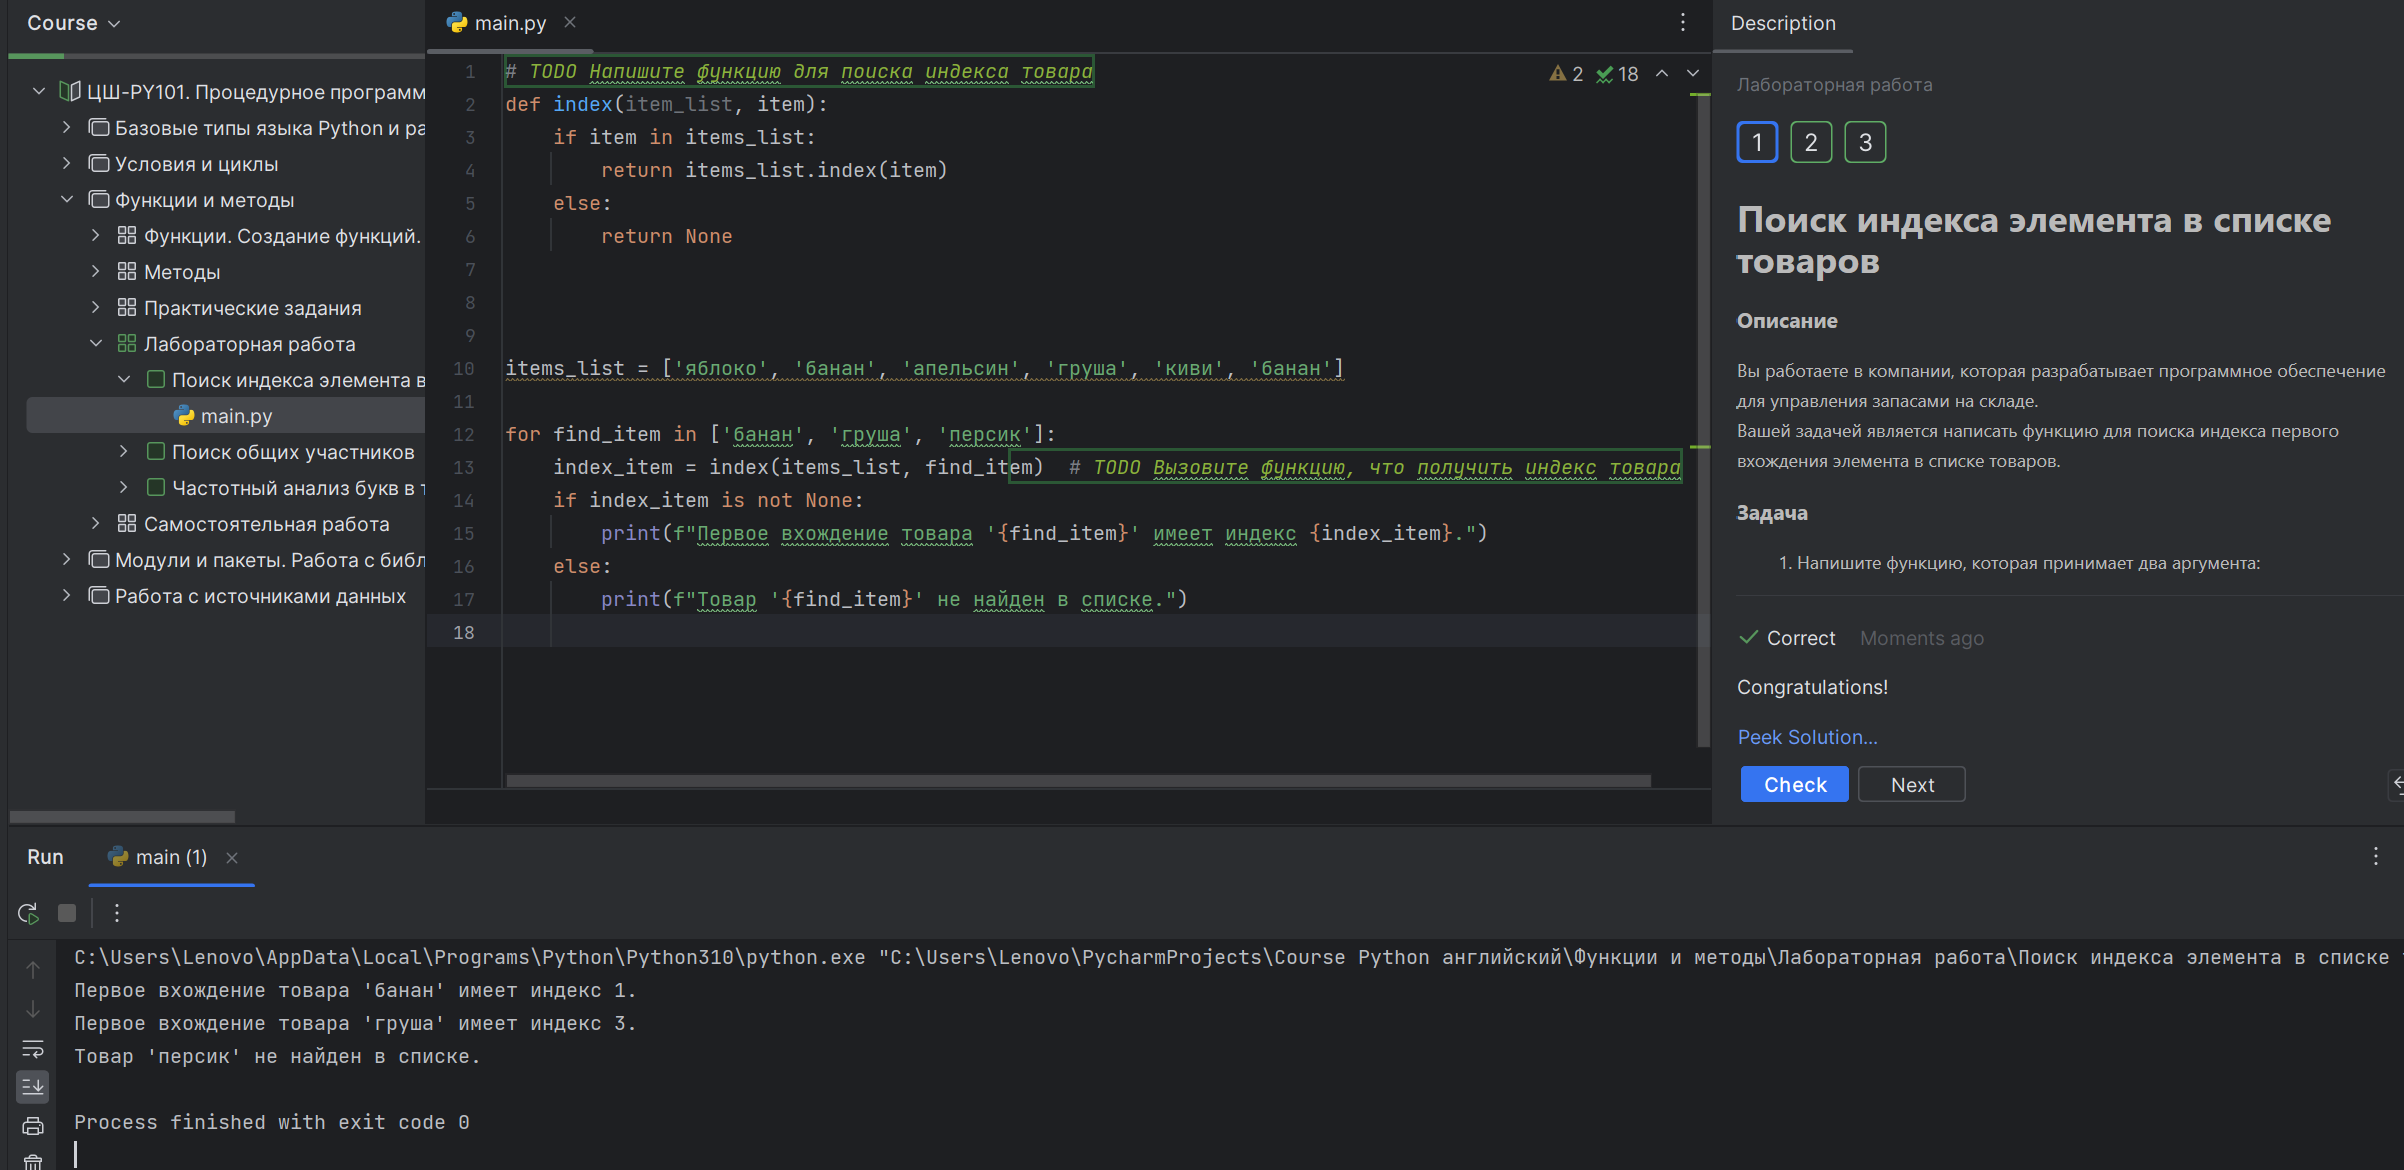 Course
ЦШ-PY101. Процедурное программ
Базовые типы языка Python и ра
Условия и циклы
Функции и методы
Функции. Создание функций.
Методы
Практические задания
Лабораторная работа
Поиск индекса элемента в
main.py
Поиск общих участников
Частотный анализ букв в т
Самостоятельная работа
Модули и пакеты. Работа с библ
Работа с источниками данных
main.py
2 18
1 # TODO Напишите функцию для поиска индекса товара
2 def index(item_list, item):
3     if item in items_list:
4         return items_list.index(item)
5     else:
6         return None
7
8
9
10 items_list = ['яблоко', 'банан', 'апельсин', 'груша', 'киви', 'банан']
11
12 for find_item in ['банан', 'груша', 'персик']:
13     index_item = index(items_list, find_item)  # TODO Вызовите функцию, что получить индекс товара
14     if index_item is not None:
15         print(f"Первое вхождение товара '{find_item}' имеет индекс {index_item}.")
16     else:
17         print(f"Товар '{find_item}' не найден в списке.")
18
Description
Лабораторная работа
1 2 3
Поиск индекса элемента в списке
товаров
Описание
Вы работаете в компании, которая разрабатывает программное обеспечение
для управления запасами на складе.
Вашей задачей является написать функцию для поиска индекса первого
вхождения элемента в списке товаров.
Задача
1. Напишите функцию, которая принимает два аргумента:
Correct Moments ago
Congratulations!
Peek Solution...
Check Next
Run main (1)
C:\Users\Lenovo\AppData\Local\Programs\Python\Python310\python.exe "C:\Users\Lenovo\PycharmProjects\Course Python английский\Функции и методы\Лабораторная работа\Поиск индекса элемента в списке
Первое вхождение товара 'банан' имеет индекс 1.
Первое вхождение товара 'груша' имеет индекс 3.
Товар 'персик' не найден в списке.
Process finished with exit code 0